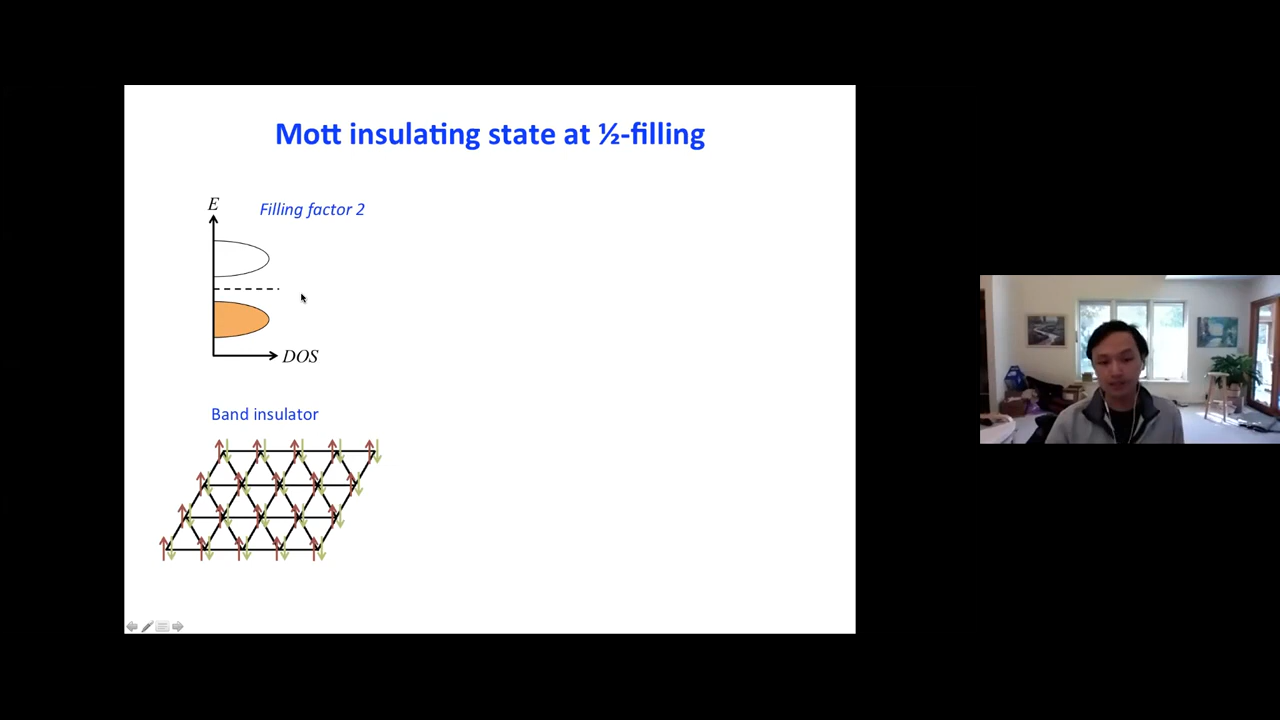 Mott insulating state at ½-filling
E
Filling factor 2
DOS
Band insulator